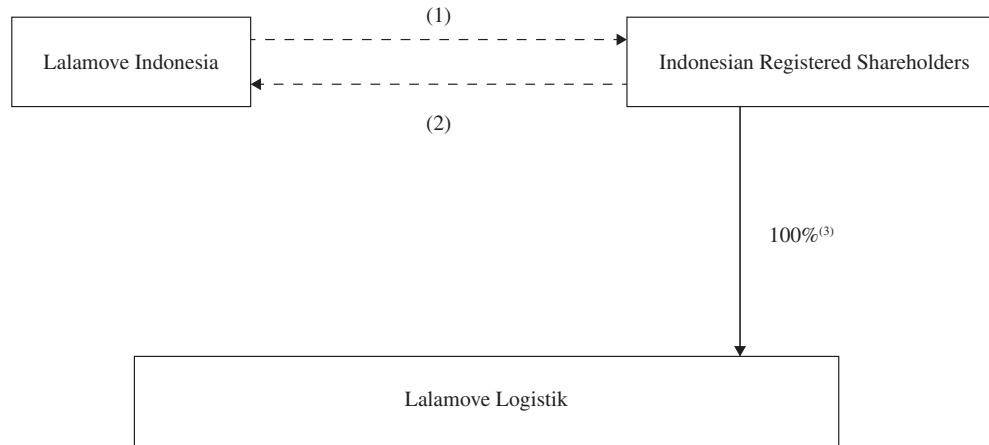 (1)
Lalamove Indonesia
Indonesian Registered Shareholders
(2)
100%(3)
Lalamove Logistik